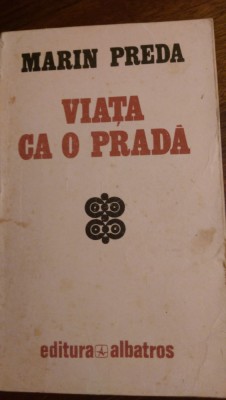 MARIN PREDA
VIAȚA
CA O PRADĂ
editura albatros